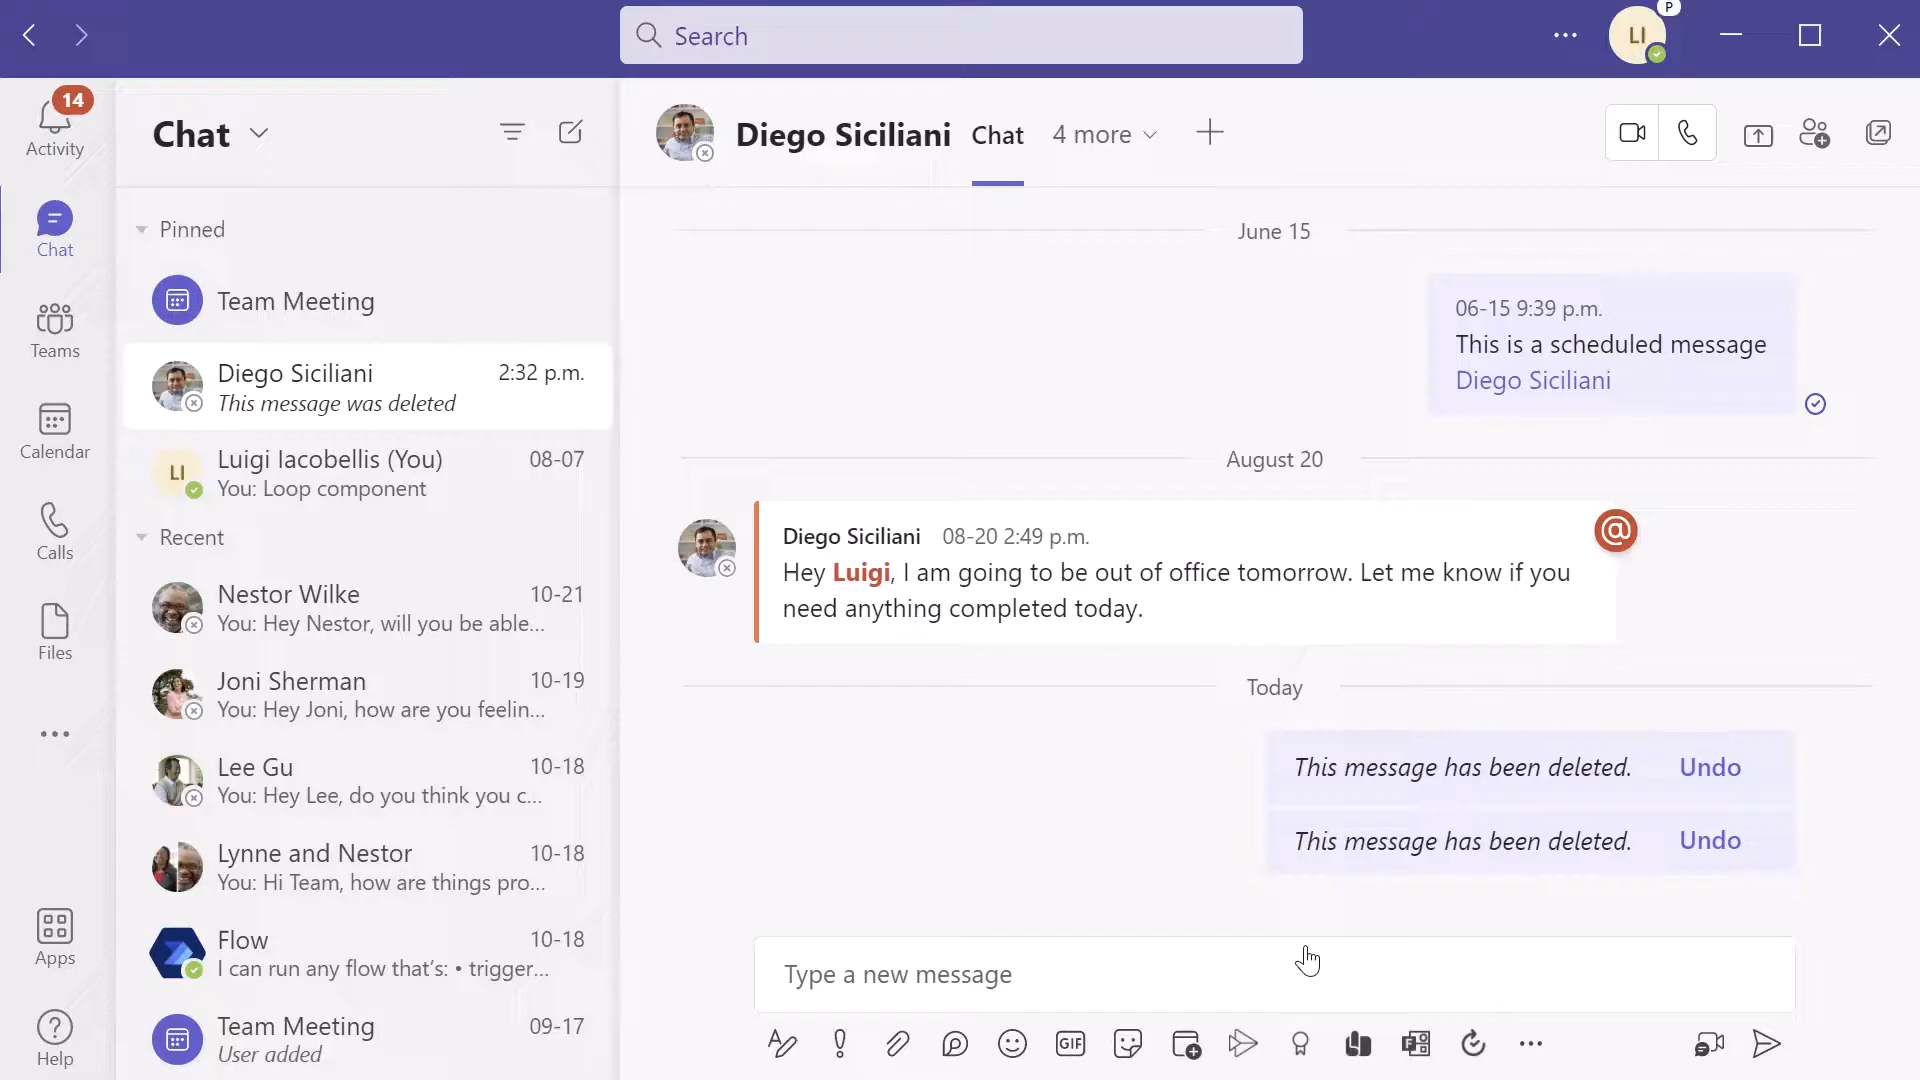 Search
LI
P
14
Activity
Chat
Teams
Calendar
Calls
Files
Apps
Help
Chat
Pinned
Team Meeting
Diego Siciliani 2:32 p.m.
This message was deleted
LI
Luigi Iacobellis (You) 08-07
You: Loop component
Recent
Nestor Wilke 10-21
You: Hey Nestor, will you be able...
Joni Sherman 10-19
You: Hey Joni, how are you feelin...
Lee Gu 10-18
You: Hey Lee, do you think you c...
Lynne and Nestor 10-18
You: Hi Team, how are things pro...
Flow 10-18
I can run any flow that's: • trigger...
Team Meeting 09-17
User added
Diego Siciliani Chat 4 more
June 15
06-15 9:39 p.m.
This is a scheduled message
Diego Siciliani
August 20
Diego Siciliani 08-20 2:49 p.m.
@
Hey Luigi, I am going to be out of office tomorrow. Let me know if you
need anything completed today.
Today
This message has been deleted. Undo
This message has been deleted. Undo
Type a new message
GIF